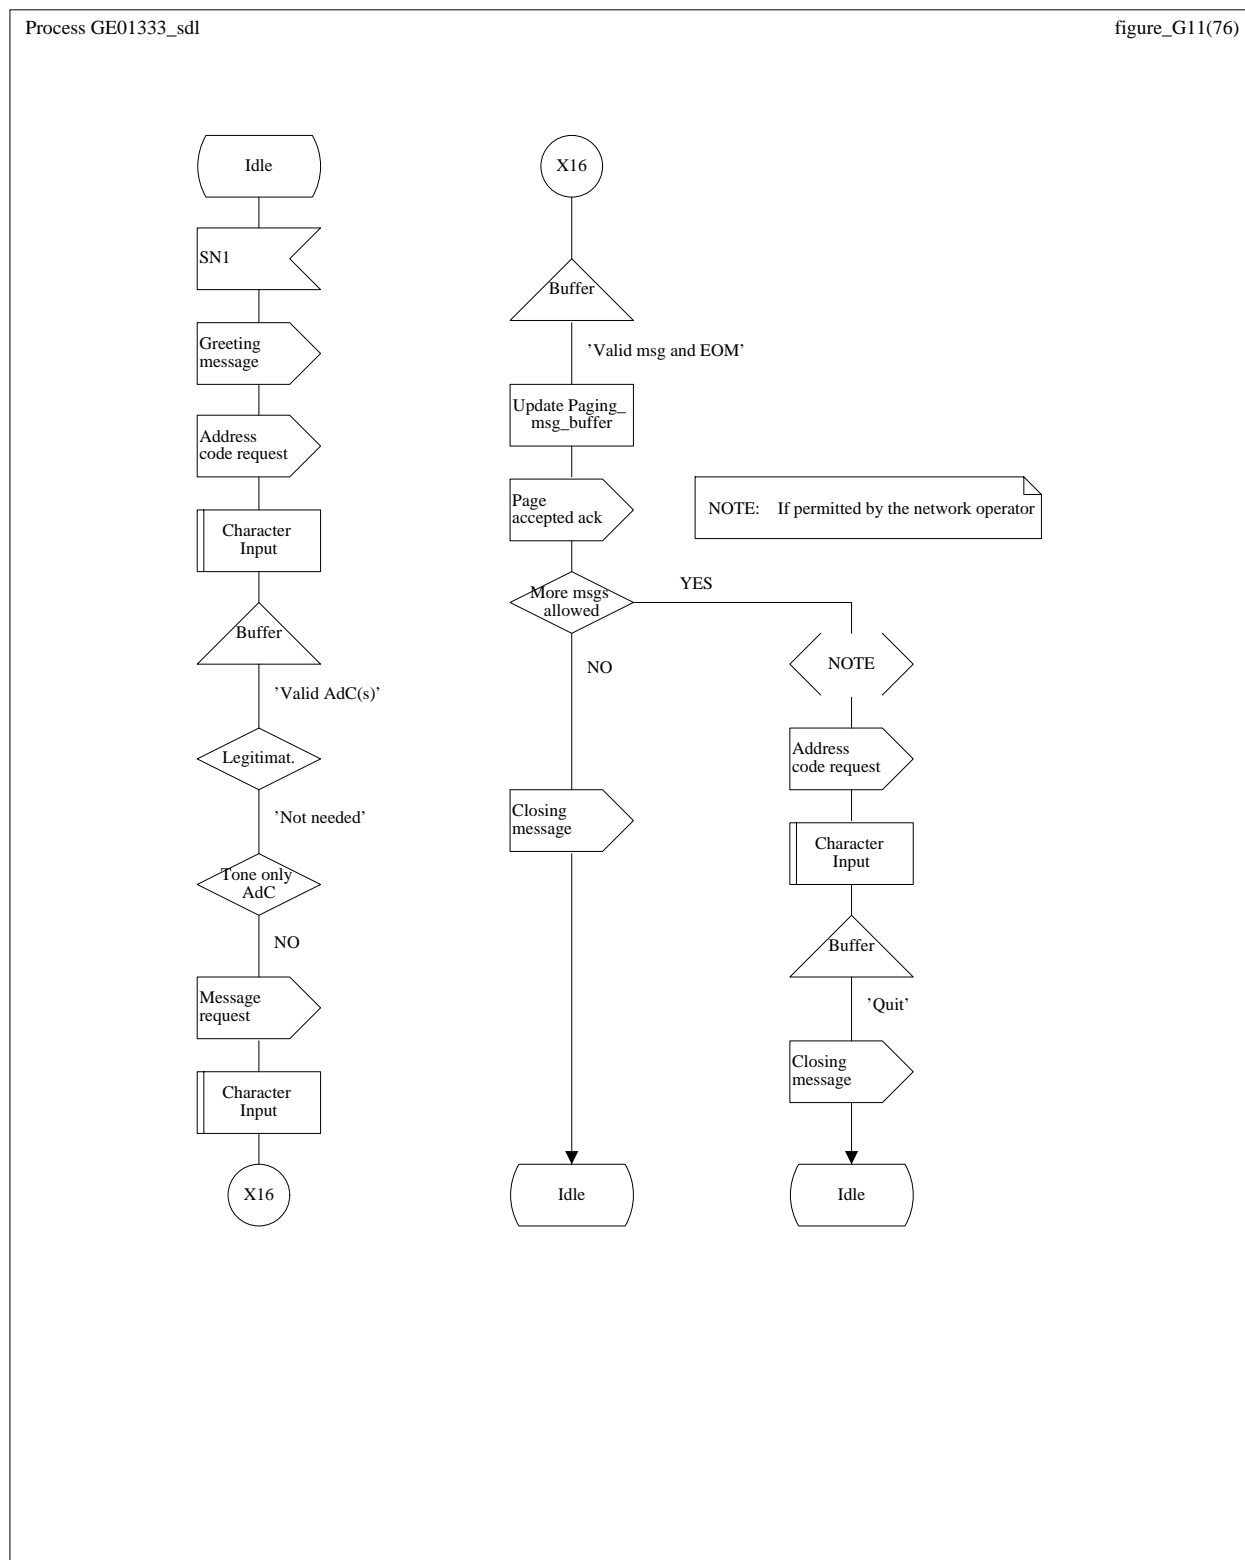 Process GE01333_sdl
figure_G11(76)
Idle
SN1
Greeting
message
Address
code request
Character
Input
Buffer
'Valid AdC(s)'
Legitimat.
'Not needed'
Tone only
AdC
NO
Message
request
Character
Input
X16
X16
Buffer
'Valid msg and EOM'
Update Paging_
msg_buffer
Page
accepted ack
More msgs
allowed
NO
Closing
message
Idle
NOTE: If permitted by the network operator
YES
NOTE
Address
code request
Character
Input
Buffer
'Quit'
Closing
message
Idle